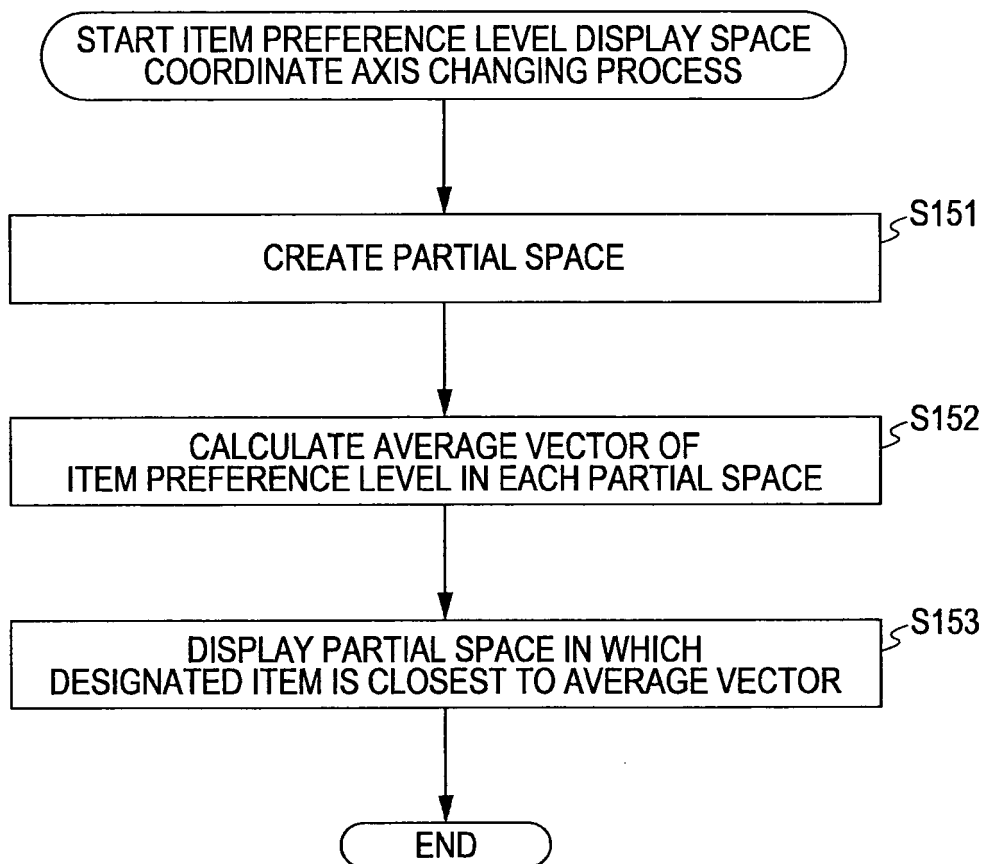 START ITEM PREFERENCE LEVEL DISPLAY SPACE
COORDINATE AXIS CHANGING PROCESS
S151
CREATE PARTIAL SPACE
S152
CALCULATE AVERAGE VECTOR OF
ITEM PREFERENCE LEVEL IN EACH PARTIAL SPACE
S153
DISPLAY PARTIAL SPACE IN WHICH
DESIGNATED ITEM IS CLOSEST TO AVERAGE VECTOR
END